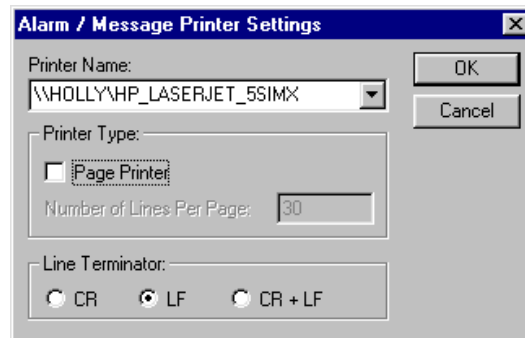 Alarm / Message Printer Settings
Printer Name:
\\HOLLY\HP_LASERJET_5SIMX
OK
Cancel
Printer Type:
Page Printer
Number of Lines Per Page: 30
Line Terminator:
CR LF CR + LF